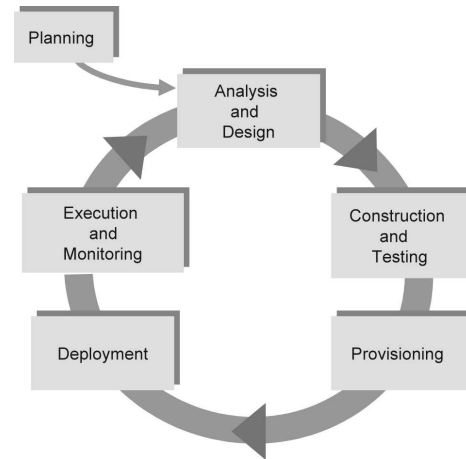 Planning
Analysis
and
Design
Execution
and
Monitoring
Construction
and
Testing
Deployment
Provisioning